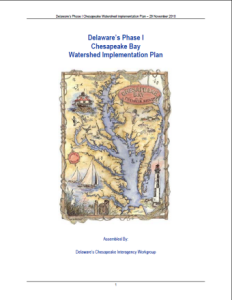 Delaware's Phase I Chesapeake Watershed Implementation Plan – 29 November 2010
Delaware's Phase I
Chesapeake Bay
Watershed Implementation Plan
Assembled By
Delaware's Chesapeake Interagency Workgroup